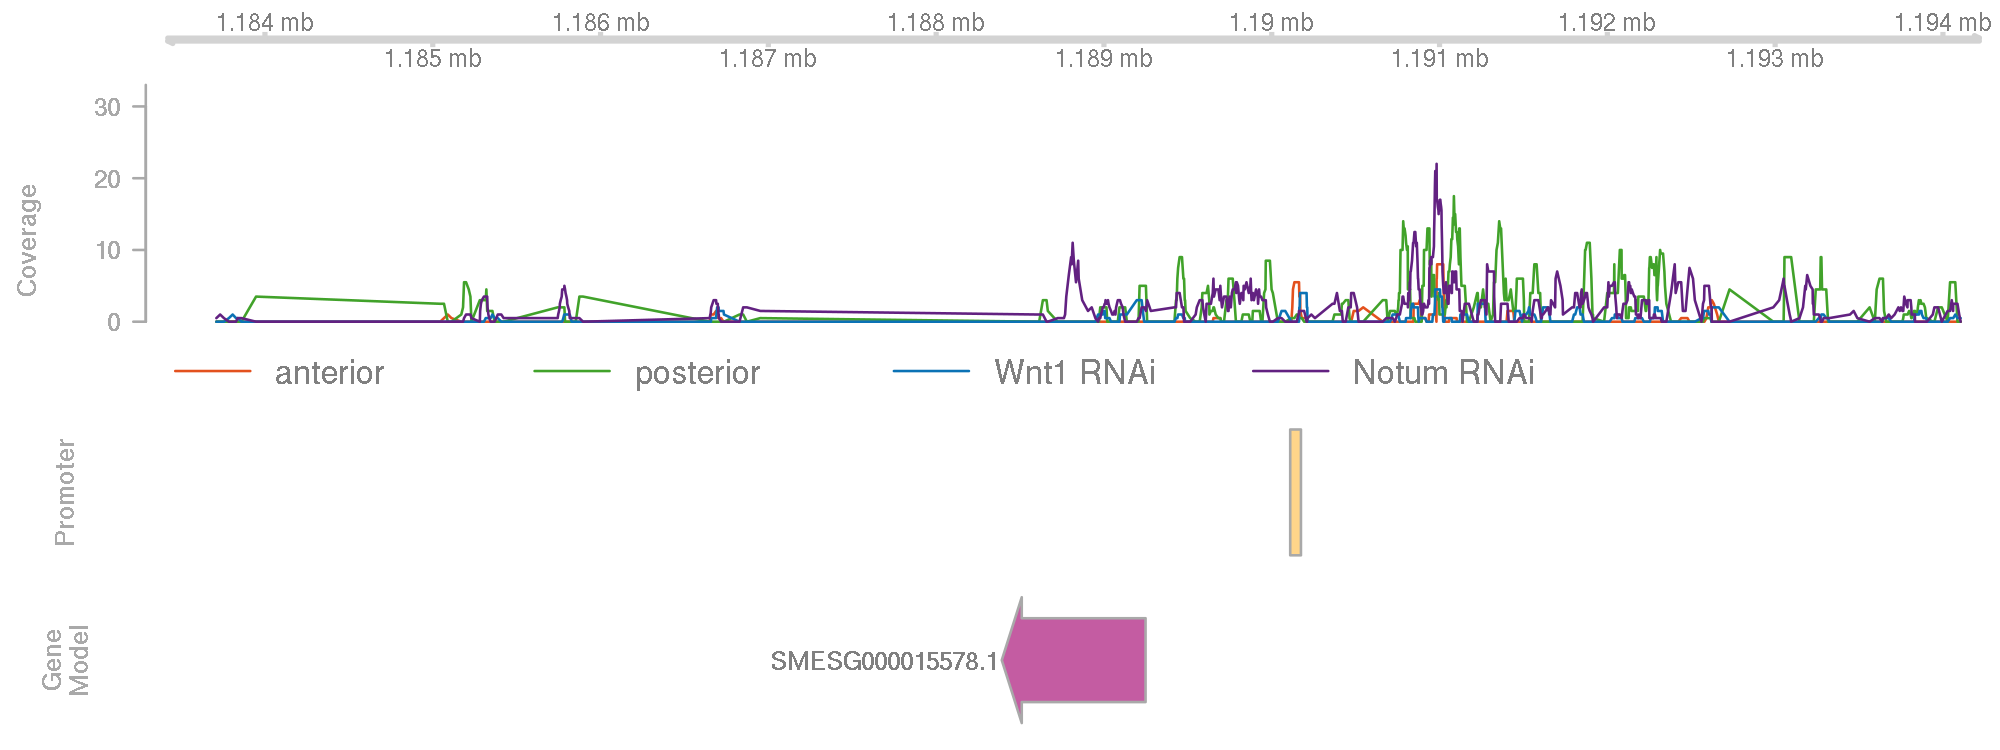 1.184 mb 1.186 mb 1.188 mb 1.19 mb 1.192 mb 1.194 mb
1.185 mb 1.187 mb 1.189 mb 1.191 mb 1.193 mb
Coverage
30
20
10
0
anterior posterior Wnt1 RNAi Notum RNAi
Promoter
Gene
Model
SMESG000015578.1